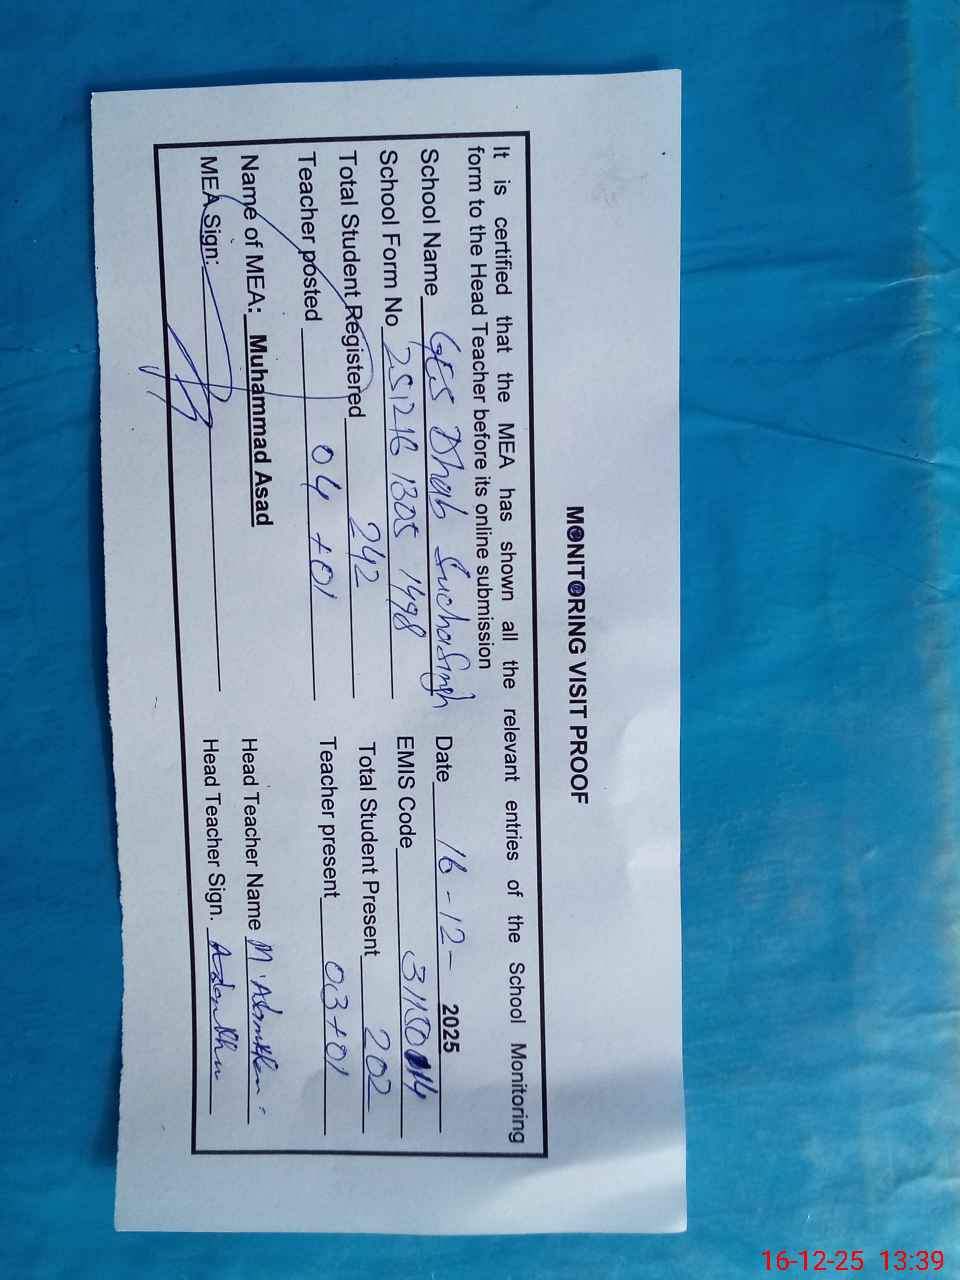 MONITORING VISIT PROOF
It is certified that the MEA has shown all the relevant entries of the School Monitoring
form to the Head Teacher before its online submission
School Name GES Dhab SuchaSingh Date 16-12- 2025
School Form No 251216 1305 1498 EMIS Code
Total Student Registered 242 Total Student Present 202
Teacher posted 04 +01 Teacher present 03+01
Name of MEA: Muhammad Asad Head Teacher Name
MEA Sign: Head Teacher Sign.
16-12-25 13:39